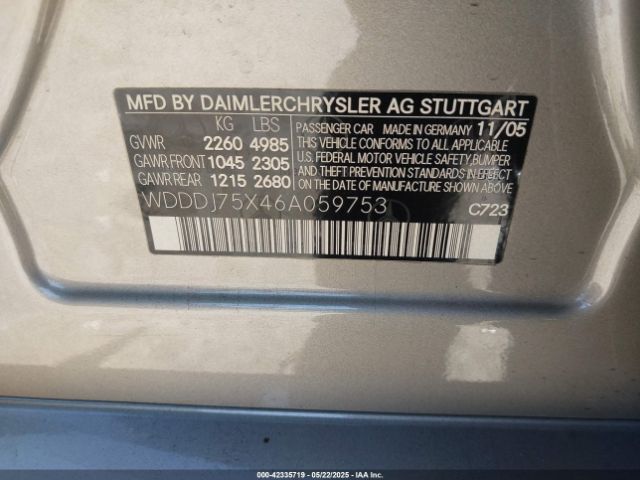 MFD BY DAIMLERCHRYSLER AG STUTTGART
KG LBS
GVWR 2260 4985
GAWR FRONT 1045 2305
GAWR REAR 1215 2680
PASSENGER CAR MADE IN GERMANY 11/05
THIS VEHICLE CONFORMS TO ALL APPLICABLE
U.S. FEDERAL MOTOR VEHICLE SAFETY, BUMPER
AND THEFT PREVENTION STANDARDS IN EFFECT
ON THE DATE OF MANUFACTURE SHOWN ABOVE.
WDDDJ75X46A059753
C723
000-42335719 - 05/22/2025 - IAAI.COM